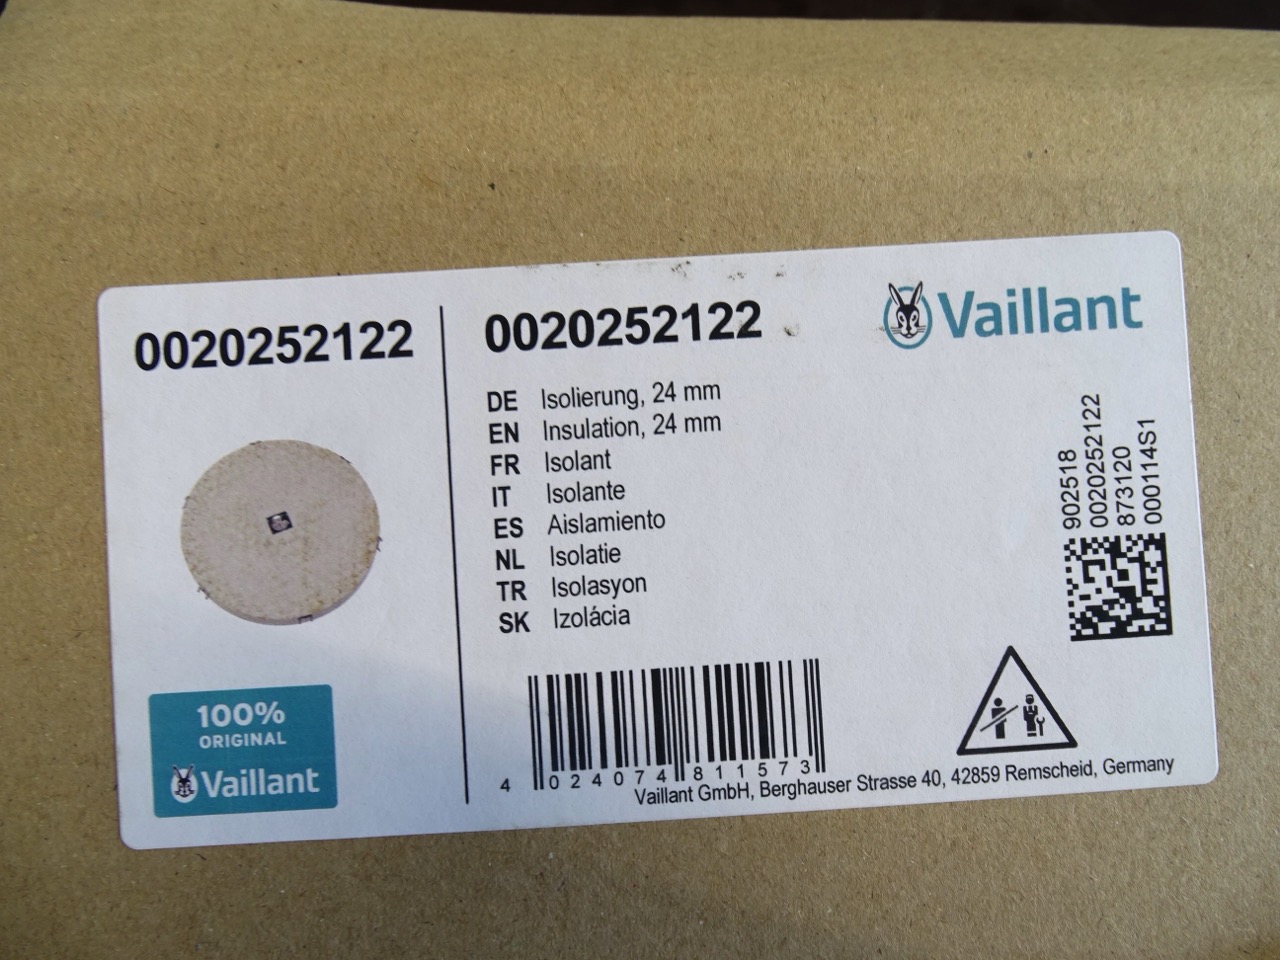 0020252122
100%
ORIGINAL
Vaillant
0020252122
Vaillant
DE Isolierung, 24 mm
EN Insulation, 24 mm
FR Isolant
IT Isolante
ES Aislamiento
NL Isolatie
TR Isolasyon
SK Izolácia
902518
0020252122
873120
000114S1
4 024074 811573
Vaillant GmbH, Berghauser Strasse 40, 42859 Remscheid, Germany